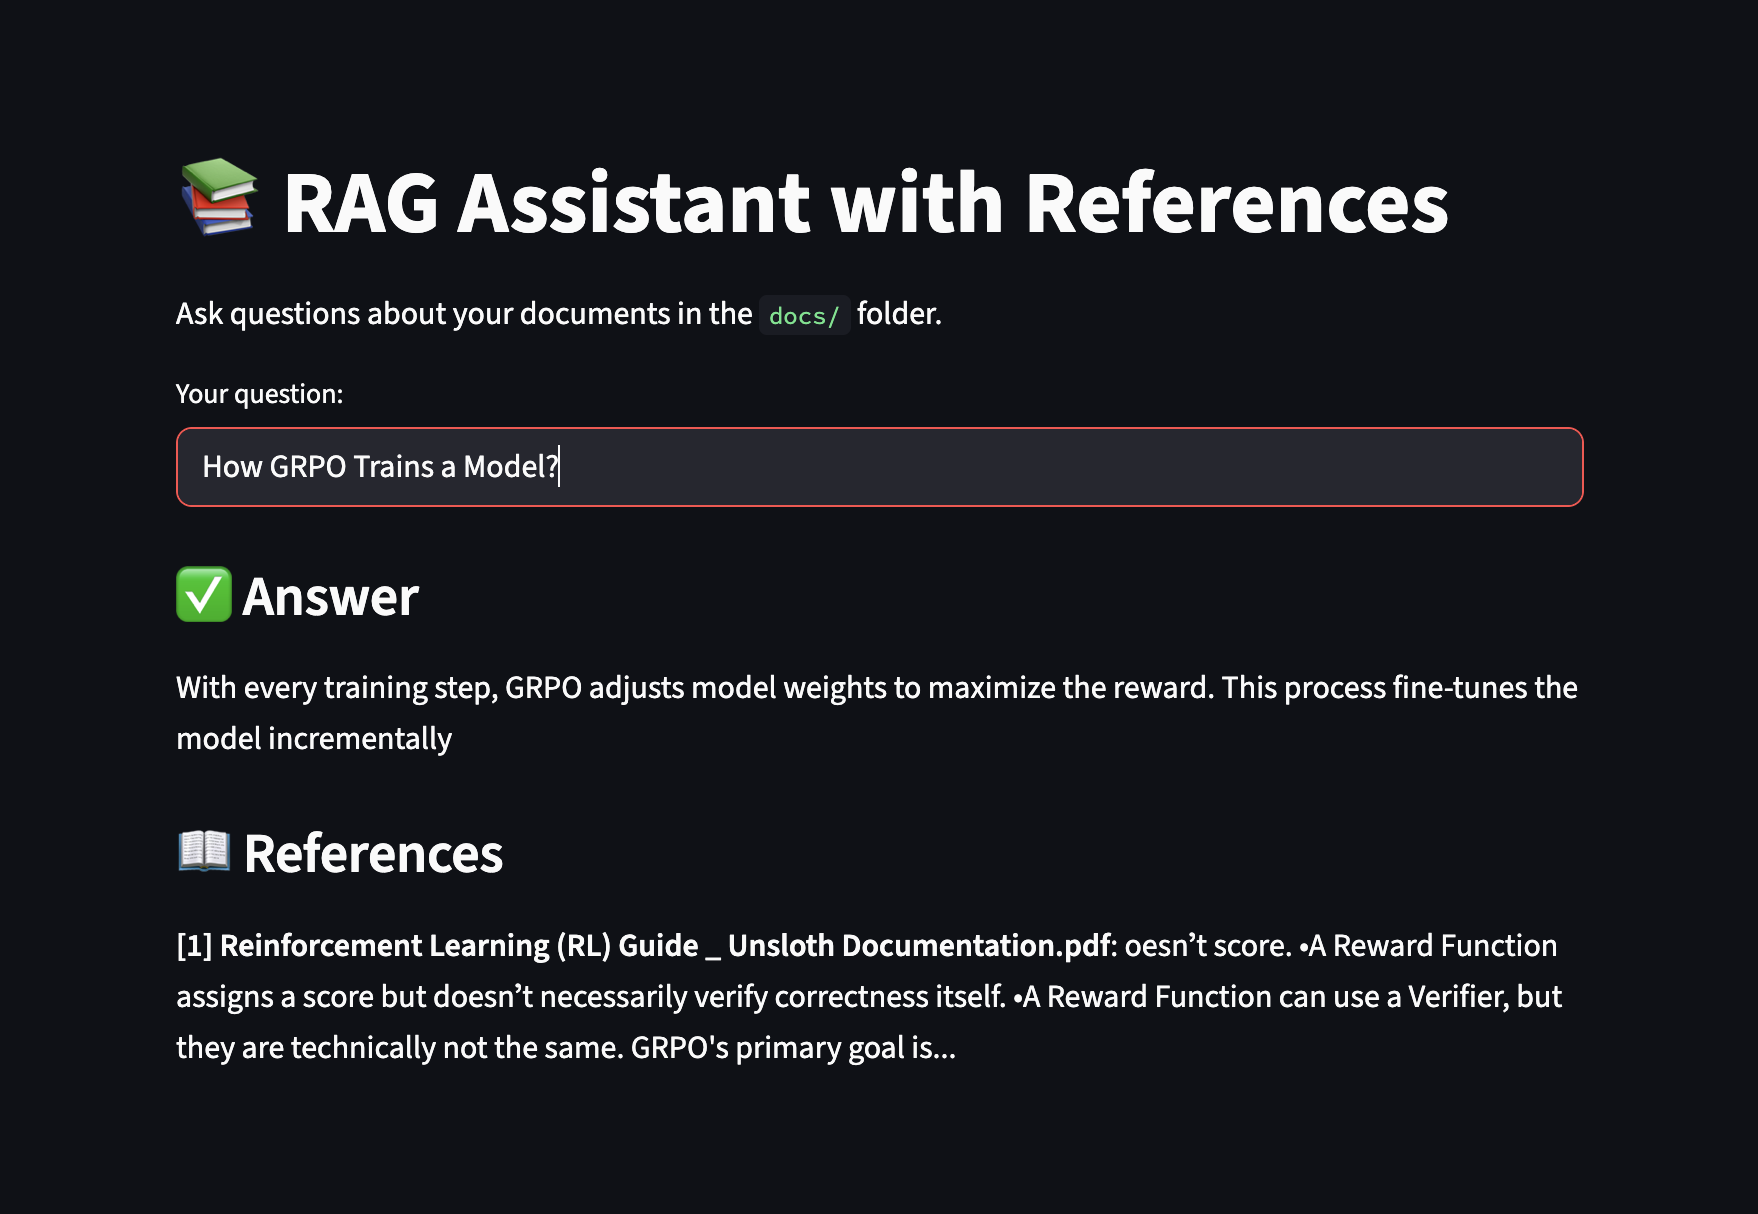 RAG Assistant with References
Ask questions about your documents in the docs/ folder.
Your question:
How GRPO Trains a Model?
Answer
With every training step, GRPO adjusts model weights to maximize the reward. This process fine-tunes the
model incrementally
References
[1] Reinforcement Learning (RL) Guide _ Unsloth Documentation.pdf: oesn’t score. •A Reward Function
assigns a score but doesn’t necessarily verify correctness itself. •A Reward Function can use a Verifier, but
they are technically not the same. GRPO's primary goal is...